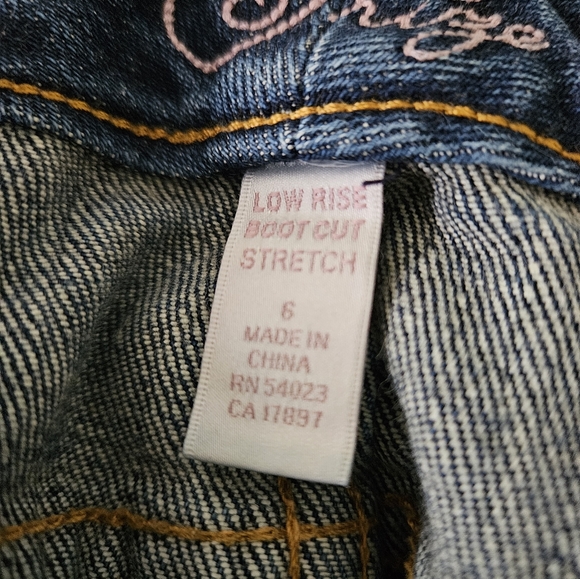 LOW RISE
BOOT CUT
STRETCH
6
MADE IN
CHINA
RN 54023
CA 17897